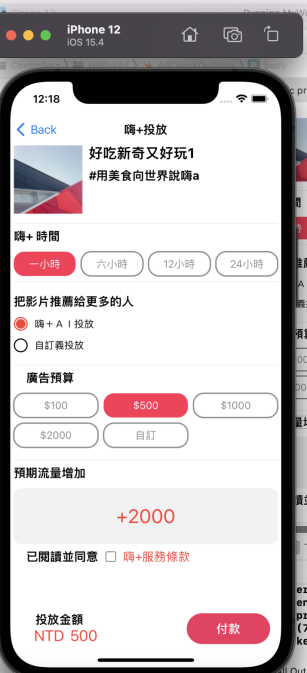 iPhone 12
iOS 15.4
12:18
Back
嗨+投放
好吃新奇又好玩1
#用美食向世界說嗨a
嗨+ 時間
一小時
六小時
12小時
24小時
把影片推薦給更多的人
嗨＋ＡＩ投放
自訂義投放
廣告預算
$100
$500
$1000
$2000
自訂
預期流量增加
+2000
已閱讀並同意
嗨+服務條款
投放金額
NTD 500
付款